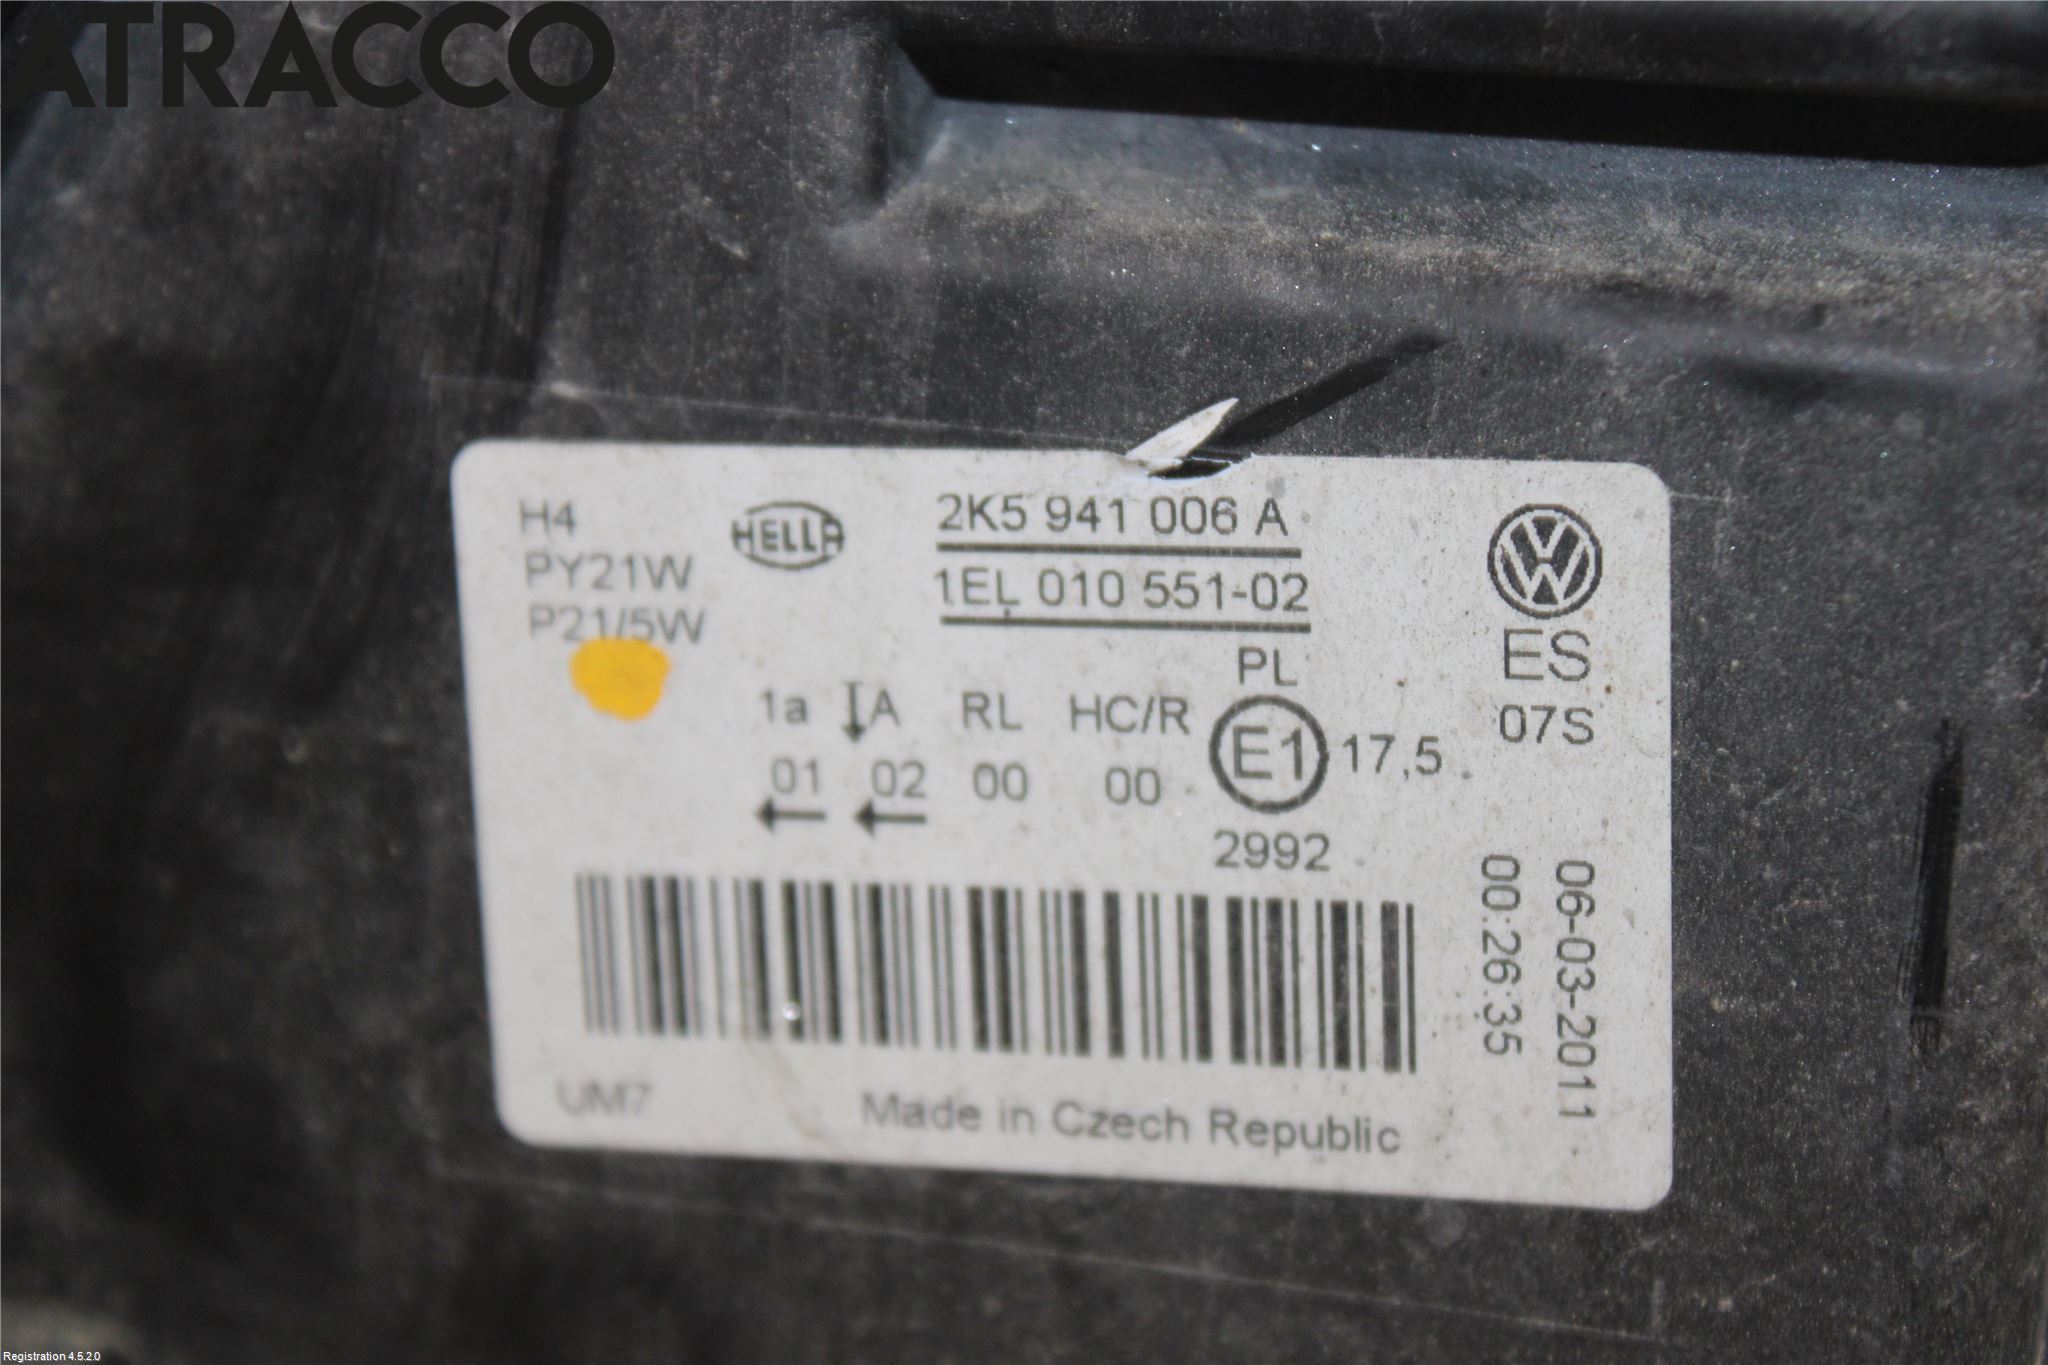 ATRACCO
H4
PY21W
P21/5W
HELLA
2K5 941 006 A
1EL 010 551-02
ES
07S
PL
1a A RL HC/R
E1 17,5
01 02 00 00
2992
06-03-2011
00:26:35
UM7
Made in Czech Republic
Registration 4.5.2.0